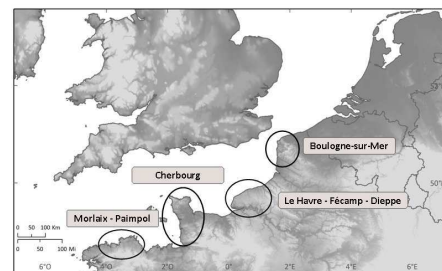 Boulogne-sur-Mer
Cherbourg
50°
Le Havre - Fécamp - Dieppe
Morlaix - Paimpol
0 50 100 Km
0 50 100 Mi
6°O
4°O
2°O
0°
2°E
4°E
6°E